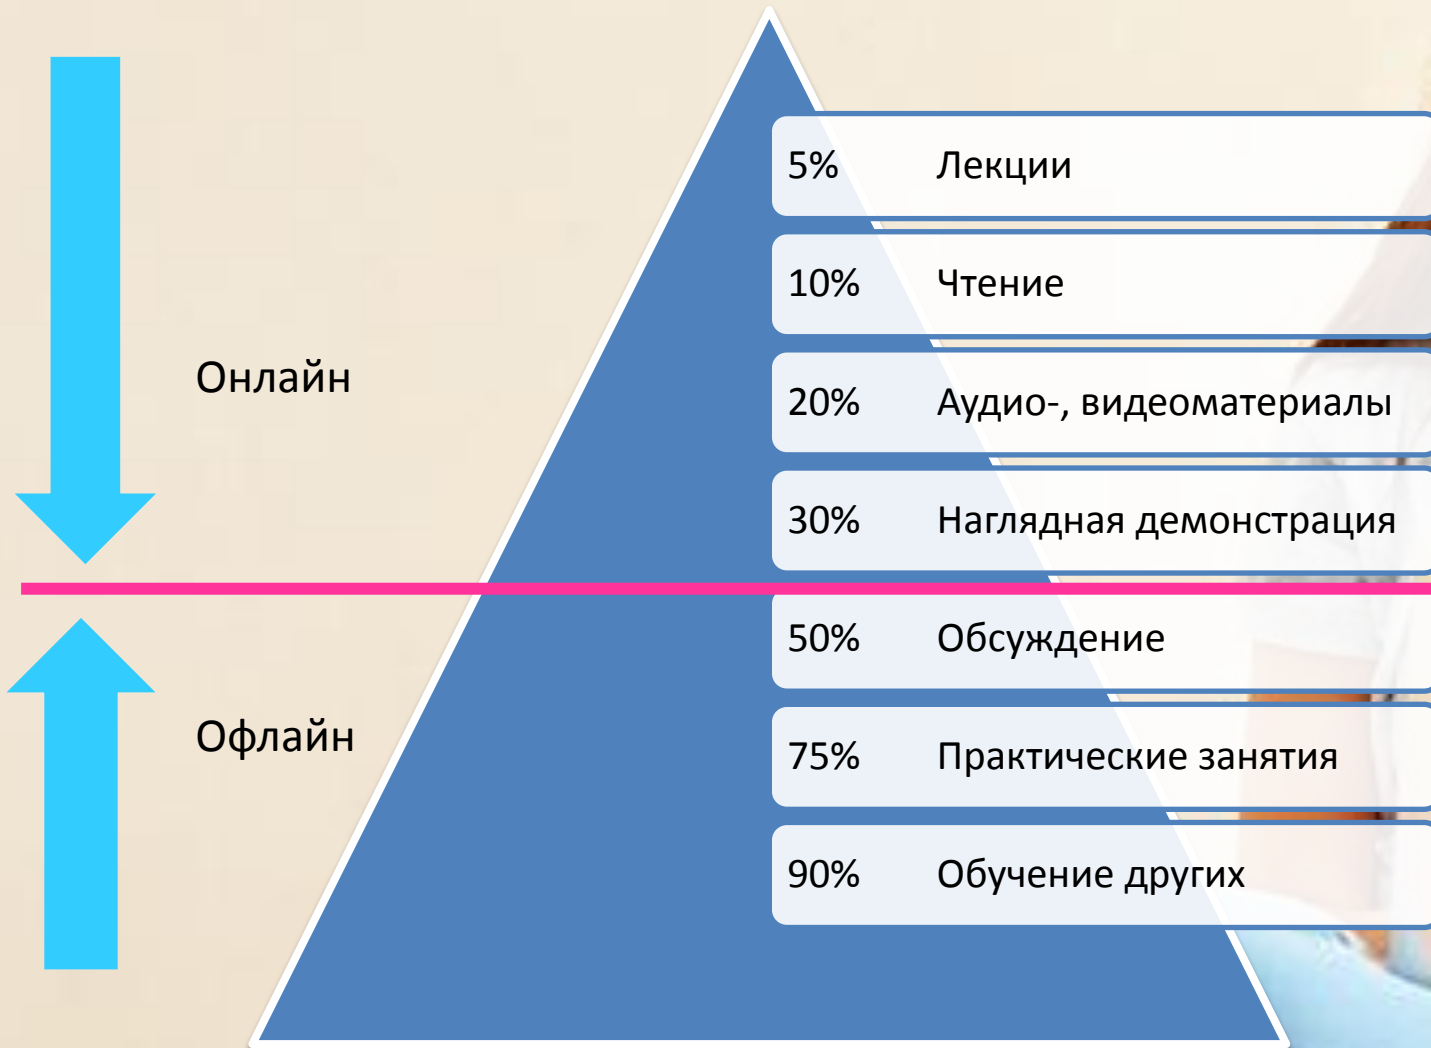 5% Лекции
10% Чтение
20% Аудио-, видеоматериалы
30% Наглядная демонстрация
50% Обсуждение
75% Практические занятия
90% Обучение других
Онлайн
Офлайн